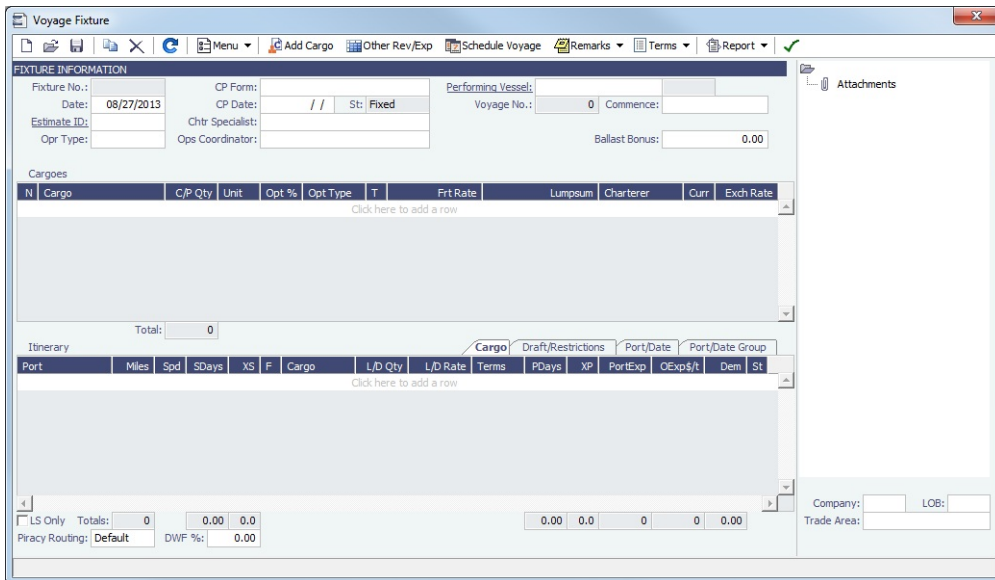 Voyage Fixture
Menu Add Cargo Other Rev/Exp Schedule Voyage Remarks Terms Report
FIXTURE INFORMATION
Fixture No.: CP Form: Performing Vessel:
Date: 08/27/2013 CP Date: / / St: Fixed Voyage No.: 0 Commence:
Estimate ID: Chtr Specialist:
Opr Type: Ops Coordinator: Ballast Bonus: 0.00
Attachments
Cargoes
N Cargo C/P Qty Unit Opt % Opt Type T Frt Rate Lumpsum Charterer Curr Exch Rate
Click here to add a row
Total: 0
Itinerary Cargo Draft/Restrictions Port/Date Port/Date Group
Port Miles Spd SDays XS F Cargo L/D Qty L/D Rate Terms PDays XP PortExp OExp$/t Dem St
Click here to add a row
LS Only Totals: 0 0.00 0.0 0.00 0.0 0 0 0.00
Piracy Routing: Default DWF %: 0.00
Company: LOB:
Trade Area: